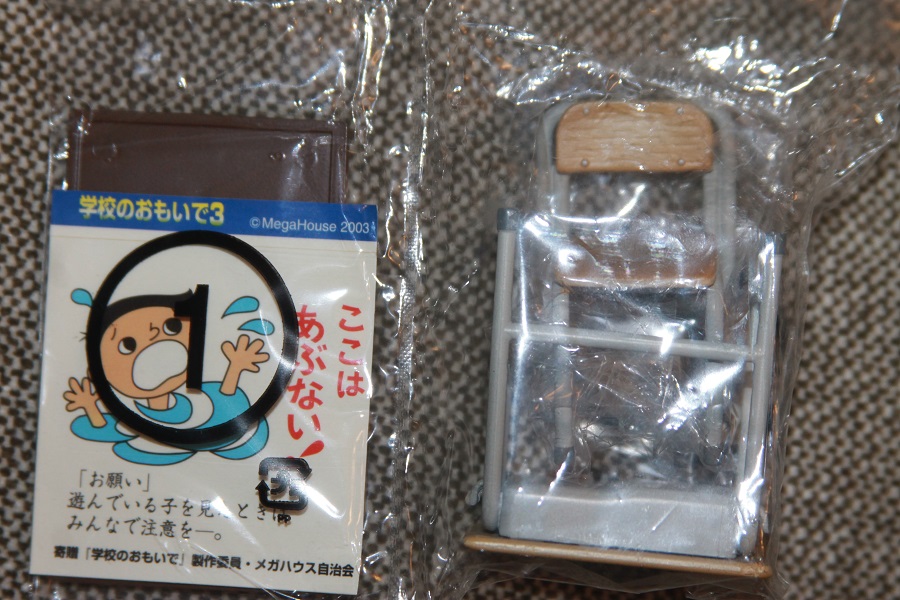 学校のおもいで3
©MegaHouse 2003
1
ここは
あぶない!
「お願い」
遊んでいる子を見
みんなで注意を―。
PP
寄贈「学校のおもいで」製作委員・メガハウス自治会